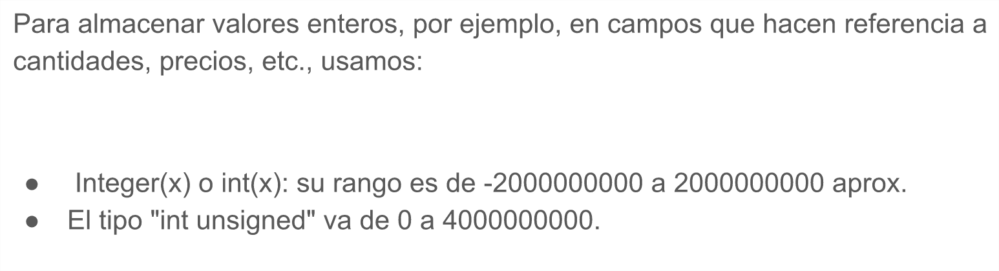 Para almacenar valores enteros, por ejemplo, en campos que hacen referencia a
cantidades, precios, etc., usamos:
● Integer(x) o int(x): su rango es de -2000000000 a 2000000000 aprox.
● El tipo "int unsigned" va de 0 a 4000000000.